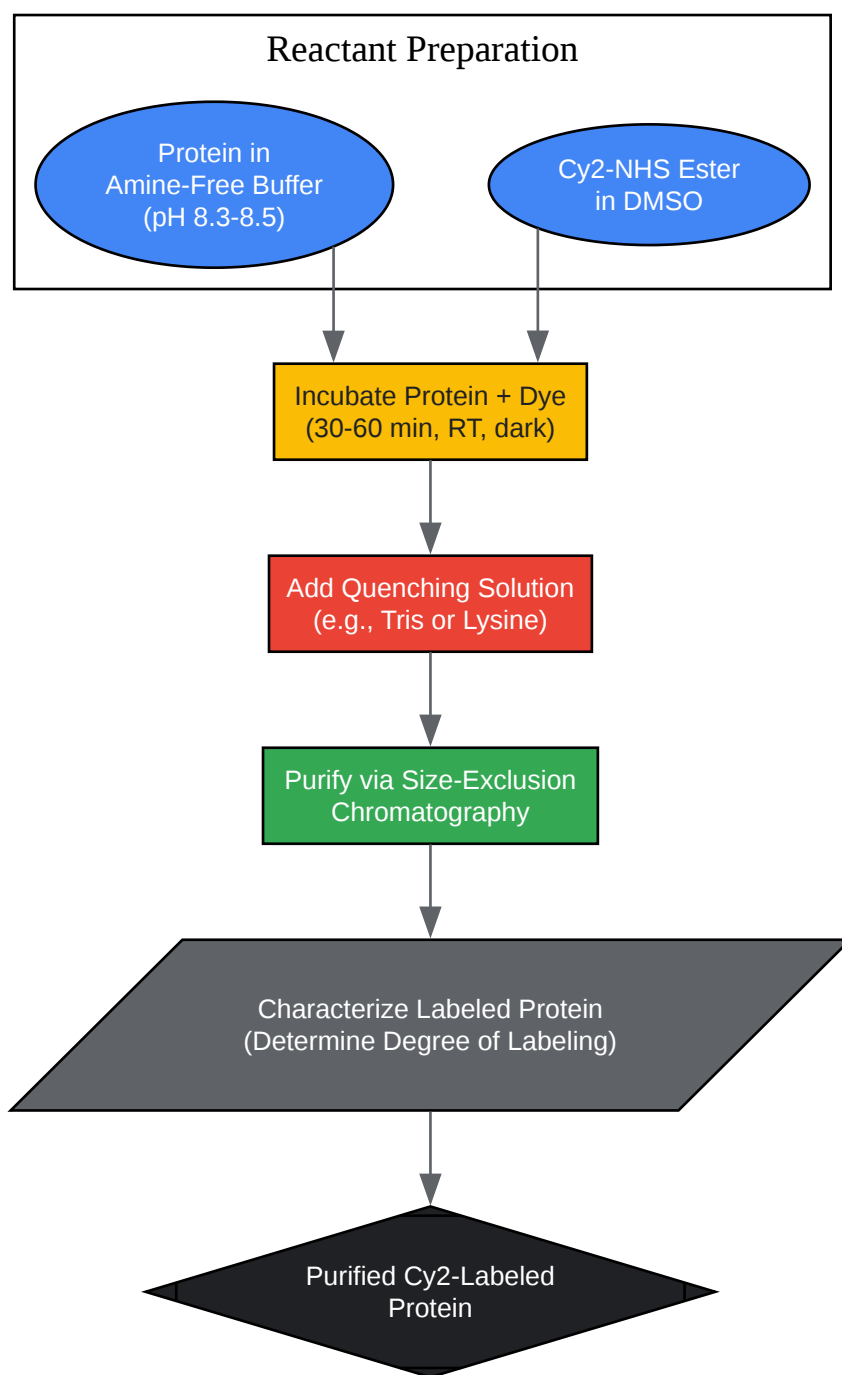 Reactant Preparation
Protein in
Amine-Free Buffer
(pH 8.3-8.5)
Cy2-NHS Ester
in DMSO
Incubate Protein + Dye
(30-60 min, RT, dark)
Add Quenching Solution
(e.g., Tris or Lysine)
Purify via Size-Exclusion
Chromatography
Characterize Labeled Protein
(Determine Degree of Labeling)
Purified Cy2-Labeled
Protein